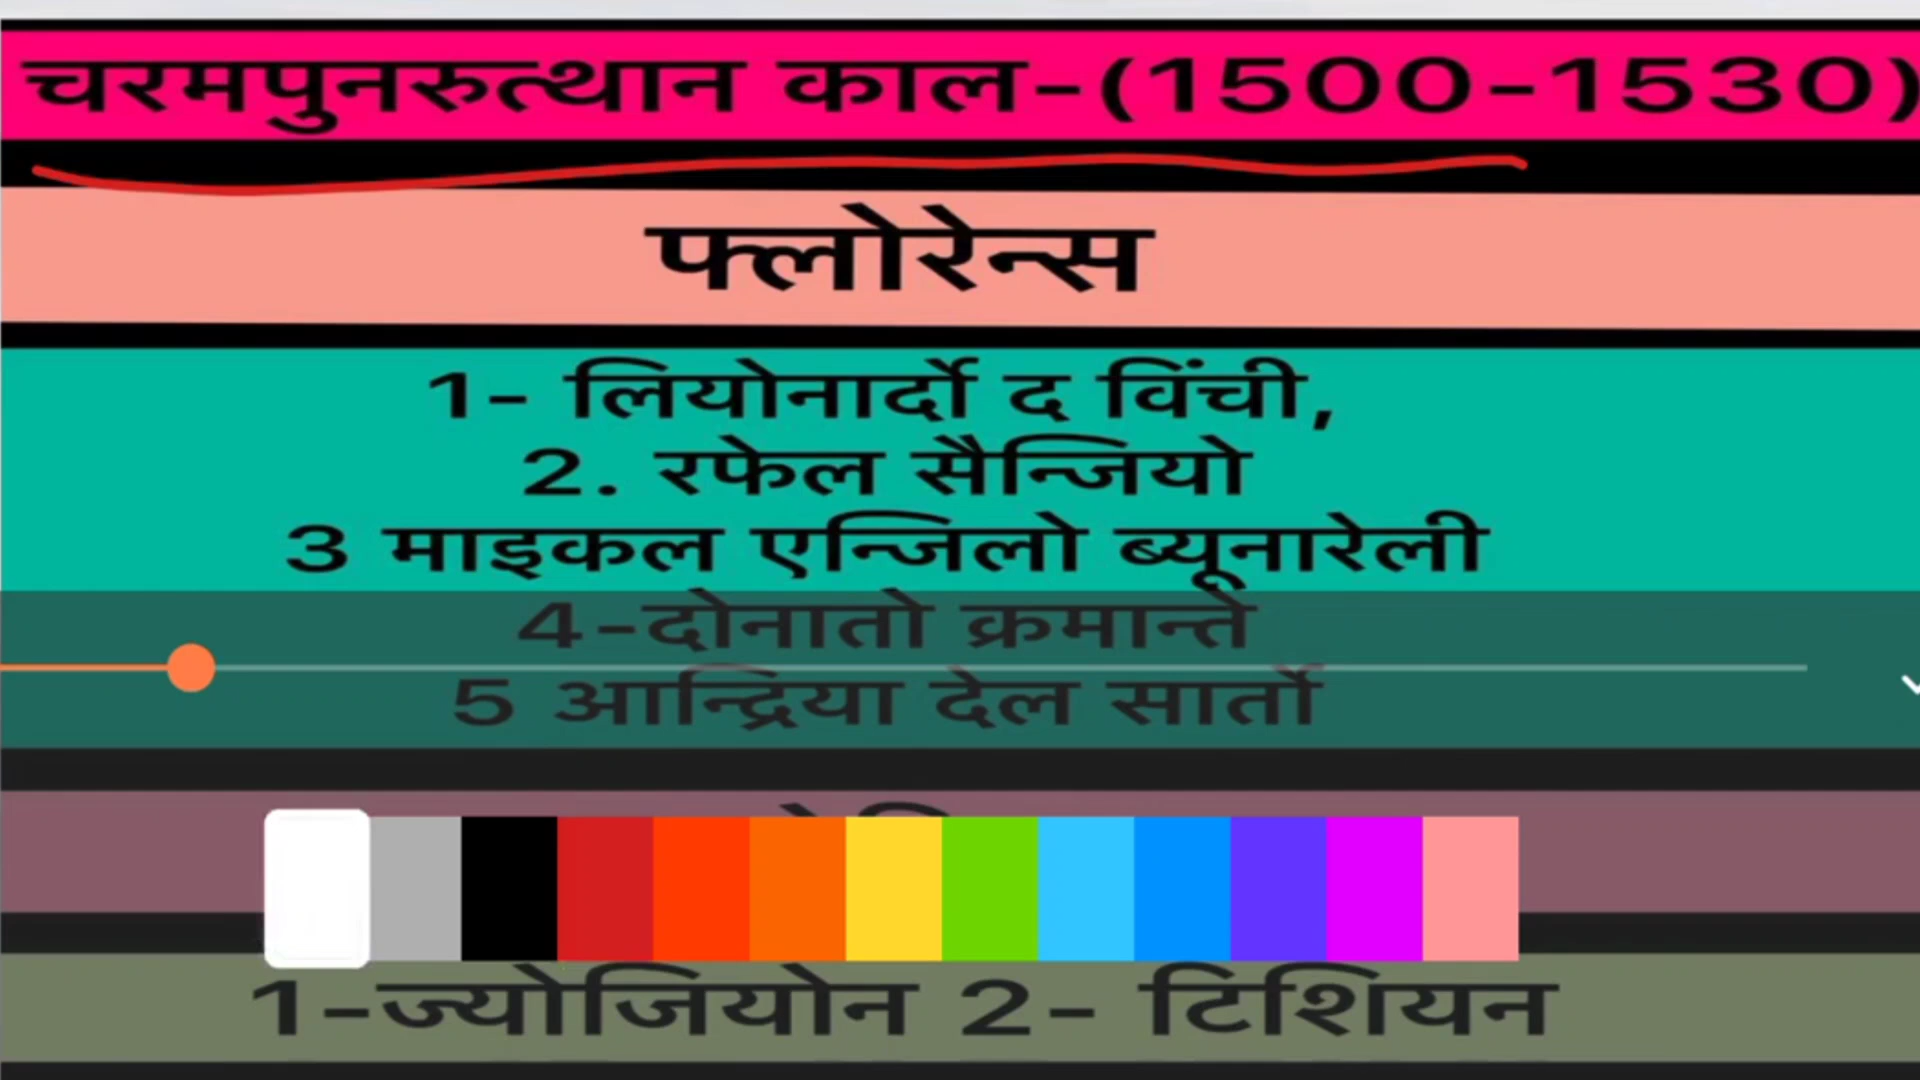 चरमपुनरुत्थान काल-(1500-1530)
फ्लोरेन्स
1- लियोनार्दो द विंची,
2. रफेल सैन्जियो
3 माइकल एन्जिलो ब्यूनारेली
4-दोनातो क्रमान्ते
5 आन्द्रिया देल सार्तो
1-ज्योजियोन 2- टिशियन